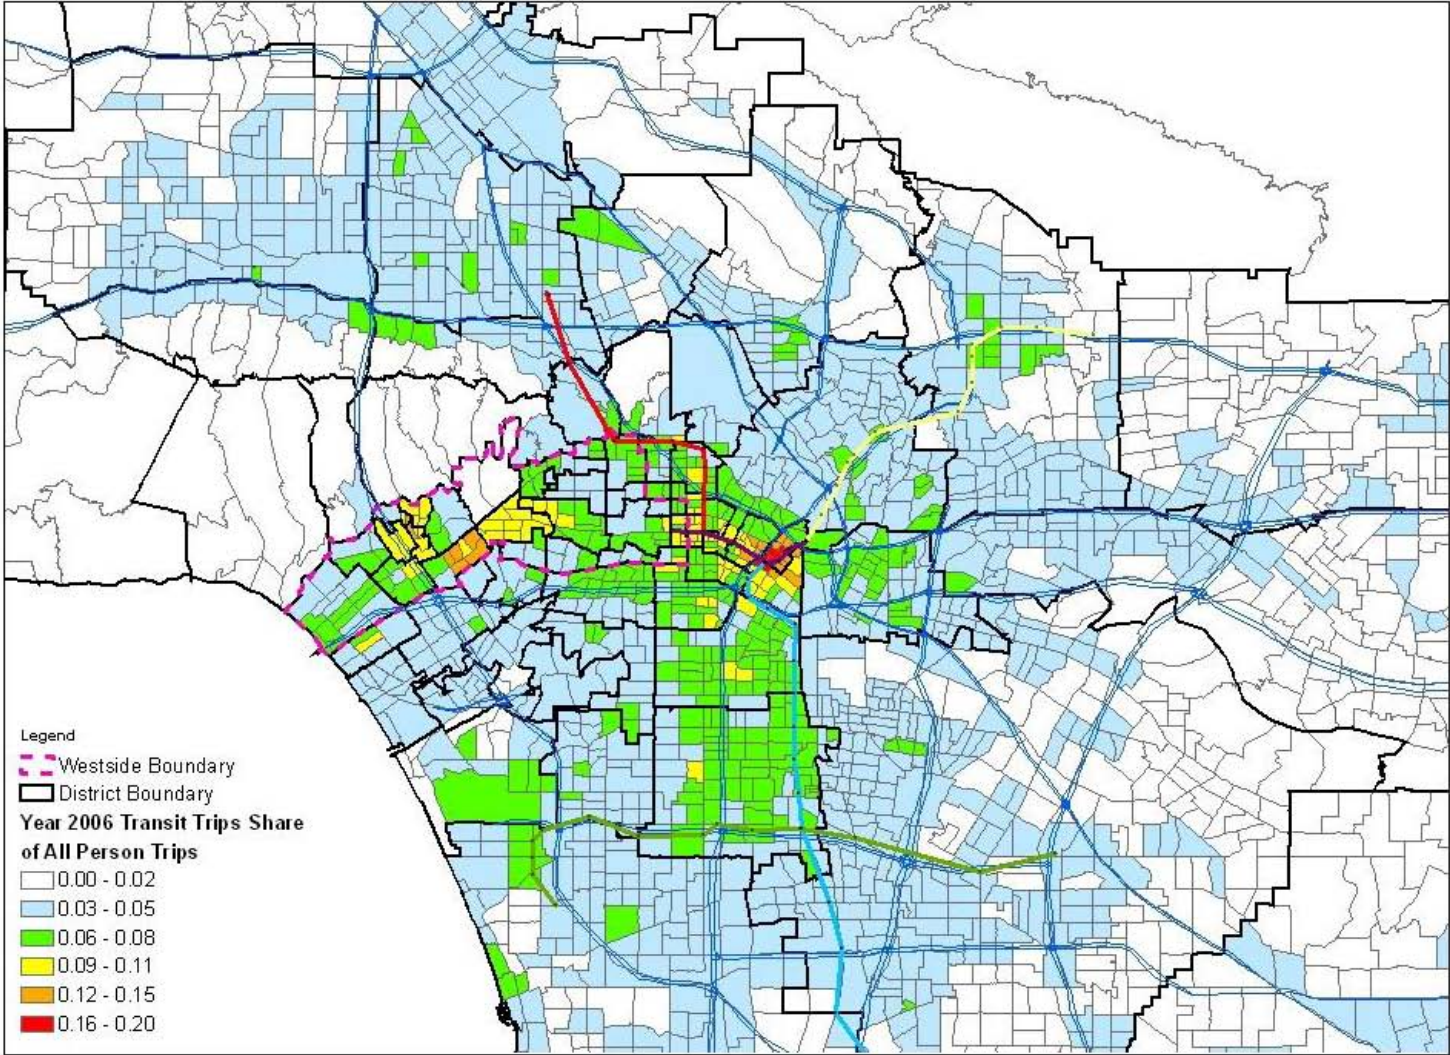 Legend
Westside Boundary
District Boundary
Year 2006 Transit Trips Share
of All Person Trips
0.00 - 0.02
0.03 - 0.05
0.06 - 0.08
0.09 - 0.11
0.12 - 0.15
0.16 - 0.20